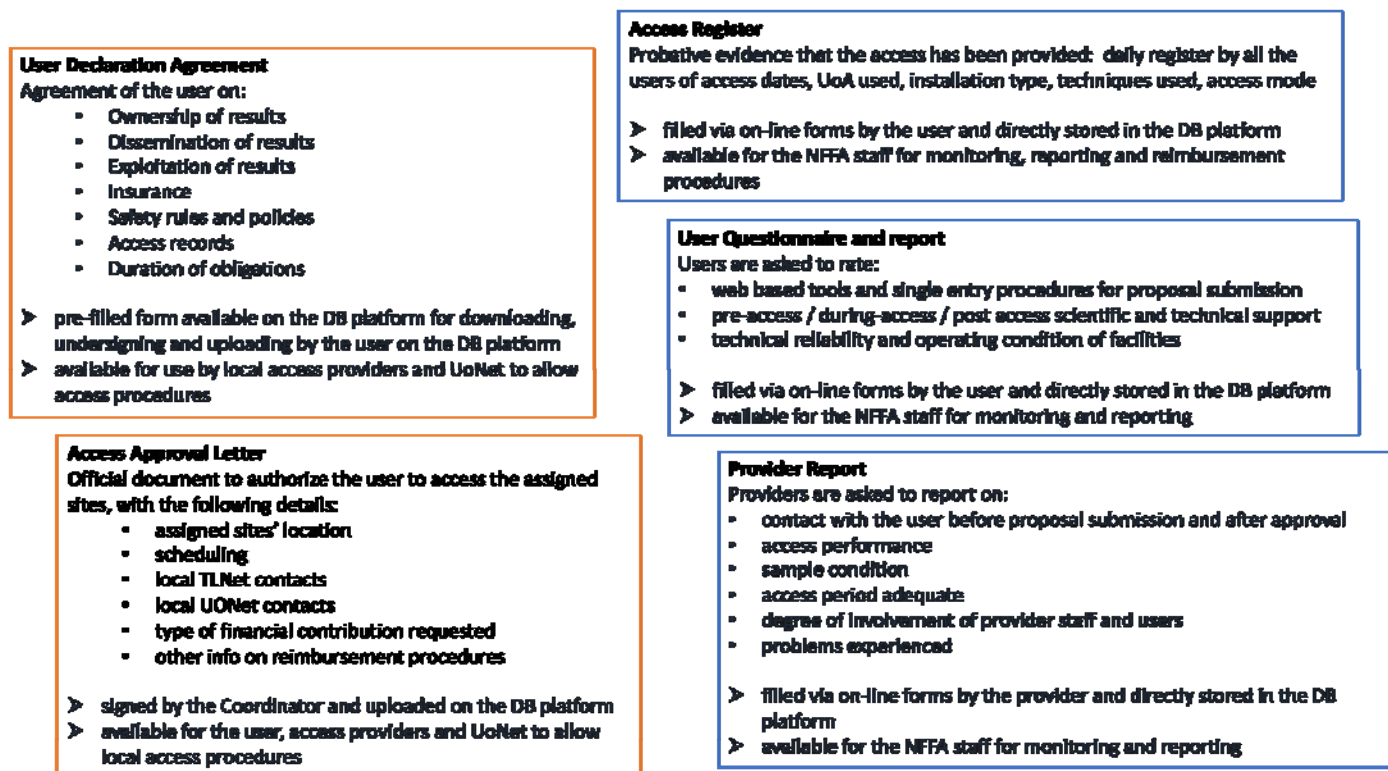 User Declaration Agreement
Agreement of the user on:
▪ Ownership of results
▪ Dissemination of results
▪ Exploitation of results
▪ Insurance
▪ Safety rules and policies
▪ Access records
▪ Duration of obligations
➤ pre-filled form available on the DB platform for downloading,
undersigning and uploading by the user on the DB platform
➤ available for use by local access providers and UoNet to allow
access procedures
Access Approval Letter
Official document to authorize the user to access the assigned
sites, with the following details:
▪ assigned sites' location
▪ scheduling
▪ local TLNet contacts
▪ local UONet contacts
▪ type of financial contribution requested
▪ other info on reimbursement procedures
➤ signed by the Coordinator and uploaded on the DB platform
➤ available for the user, access providers and UoNet to allow
local access procedures
Access Register
Probative evidence that the access has been provided: daily register by all the
users of access dates, UoA used, installation type, techniques used, access mode
➤ filled via on-line forms by the user and directly stored in the DB platform
➤ available for the NFFA staff for monitoring, reporting and reimbursement
procedures
User Questionnaire and report
Users are asked to rate:
▪ web based tools and single entry procedures for proposal submission
▪ pre-access / during-access / post access scientific and technical support
▪ technical reliability and operating condition of facilities
➤ filled via on-line forms by the user and directly stored in the DB platform
➤ available for the NFFA staff for monitoring and reporting
Provider Report
Providers are asked to report on:
▪ contact with the user before proposal submission and after approval
▪ access performance
▪ sample condition
▪ access period adequate
▪ degree of involvement of provider staff and users
▪ problems experienced
➤ filled via on-line forms by the provider and directly stored in the DB
platform
➤ available for the NFFA staff for monitoring and reporting